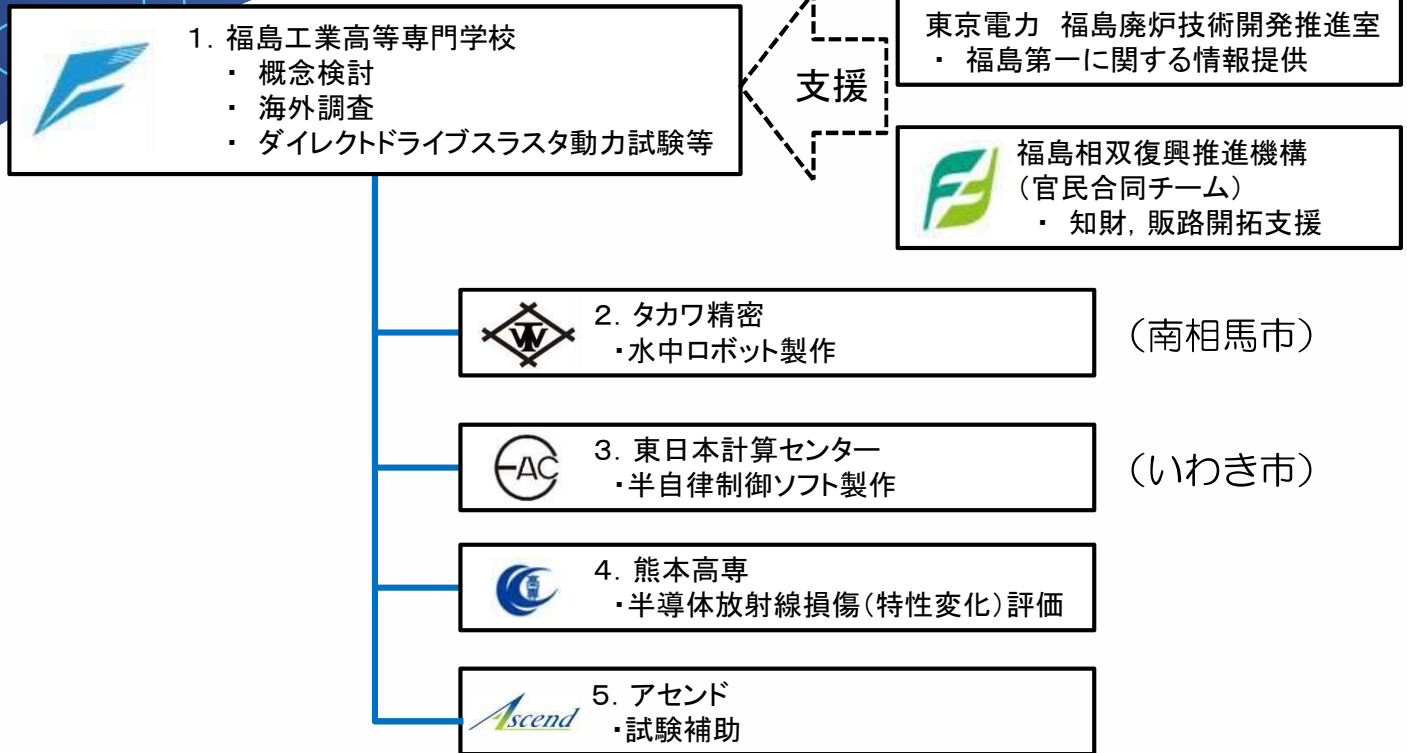 1. 福島工業高等専門学校
・ 概念検討
・ 海外調査
・ ダイレクトドライブスラスタ動力試験等
支援
東京電力 福島廃炉技術開発推進室
・ 福島第一に関する情報提供
福島相双復興推進機構
（官民合同チーム）
・ 知財，販路開拓支援
2. タカワ精密
・水中ロボット製作
（南相馬市）
EAC
3. 東日本計算センター
・半自律制御ソフト製作
（いわき市）
高専
4. 熊本高専
・半導体放射線損傷（特性変化）評価
Ascend
5. アセンド
・試験補助